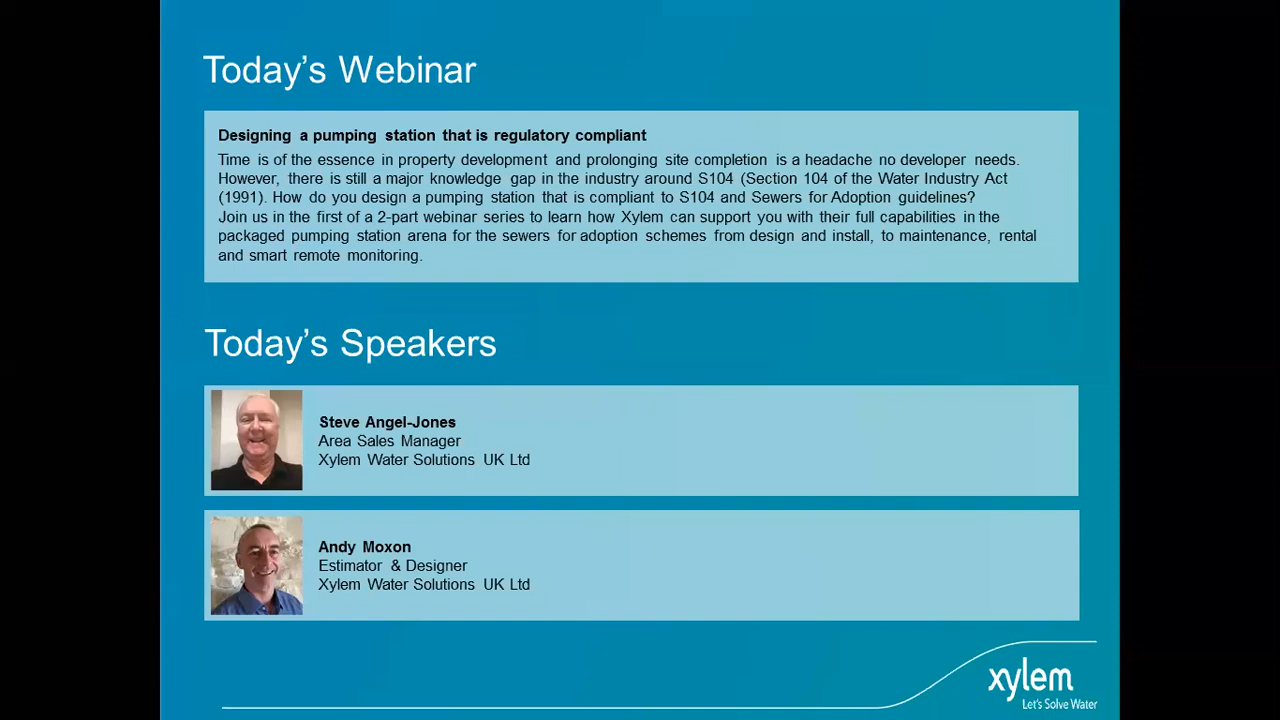 Today's Webinar
Designing a pumping station that is regulatory compliant
Time is of the essence in property development and prolonging site completion is a headache no developer needs.
However, there is still a major knowledge gap in the industry around S104 (Section 104 of the Water Industry Act
(1991). How do you design a pumping station that is compliant to S104 and Sewers for Adoption guidelines?
Join us in the first of a 2-part webinar series to learn how Xylem can support you with their full capabilities in the
packaged pumping station arena for the sewers for adoption schemes from design and install, to maintenance, rental
and smart remote monitoring.
Today's Speakers
Steve Angel-Jones
Area Sales Manager
Xylem Water Solutions UK Ltd
Andy Moxon
Estimator & Designer
Xylem Water Solutions UK Ltd
xylem
Let's Solve Water